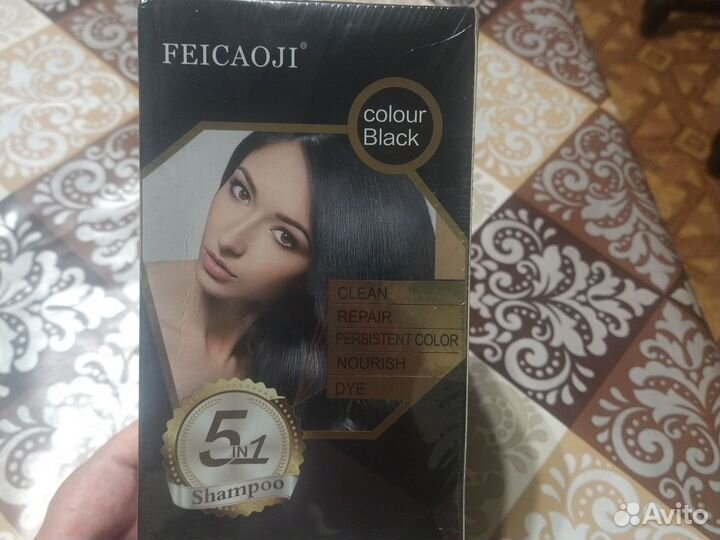 FEICAOJI®
colour
Black
CLEAN
REPAIR
PERSISTENT COLOR
NOURISH
DYE
5 IN 1
Shampoo
Avito